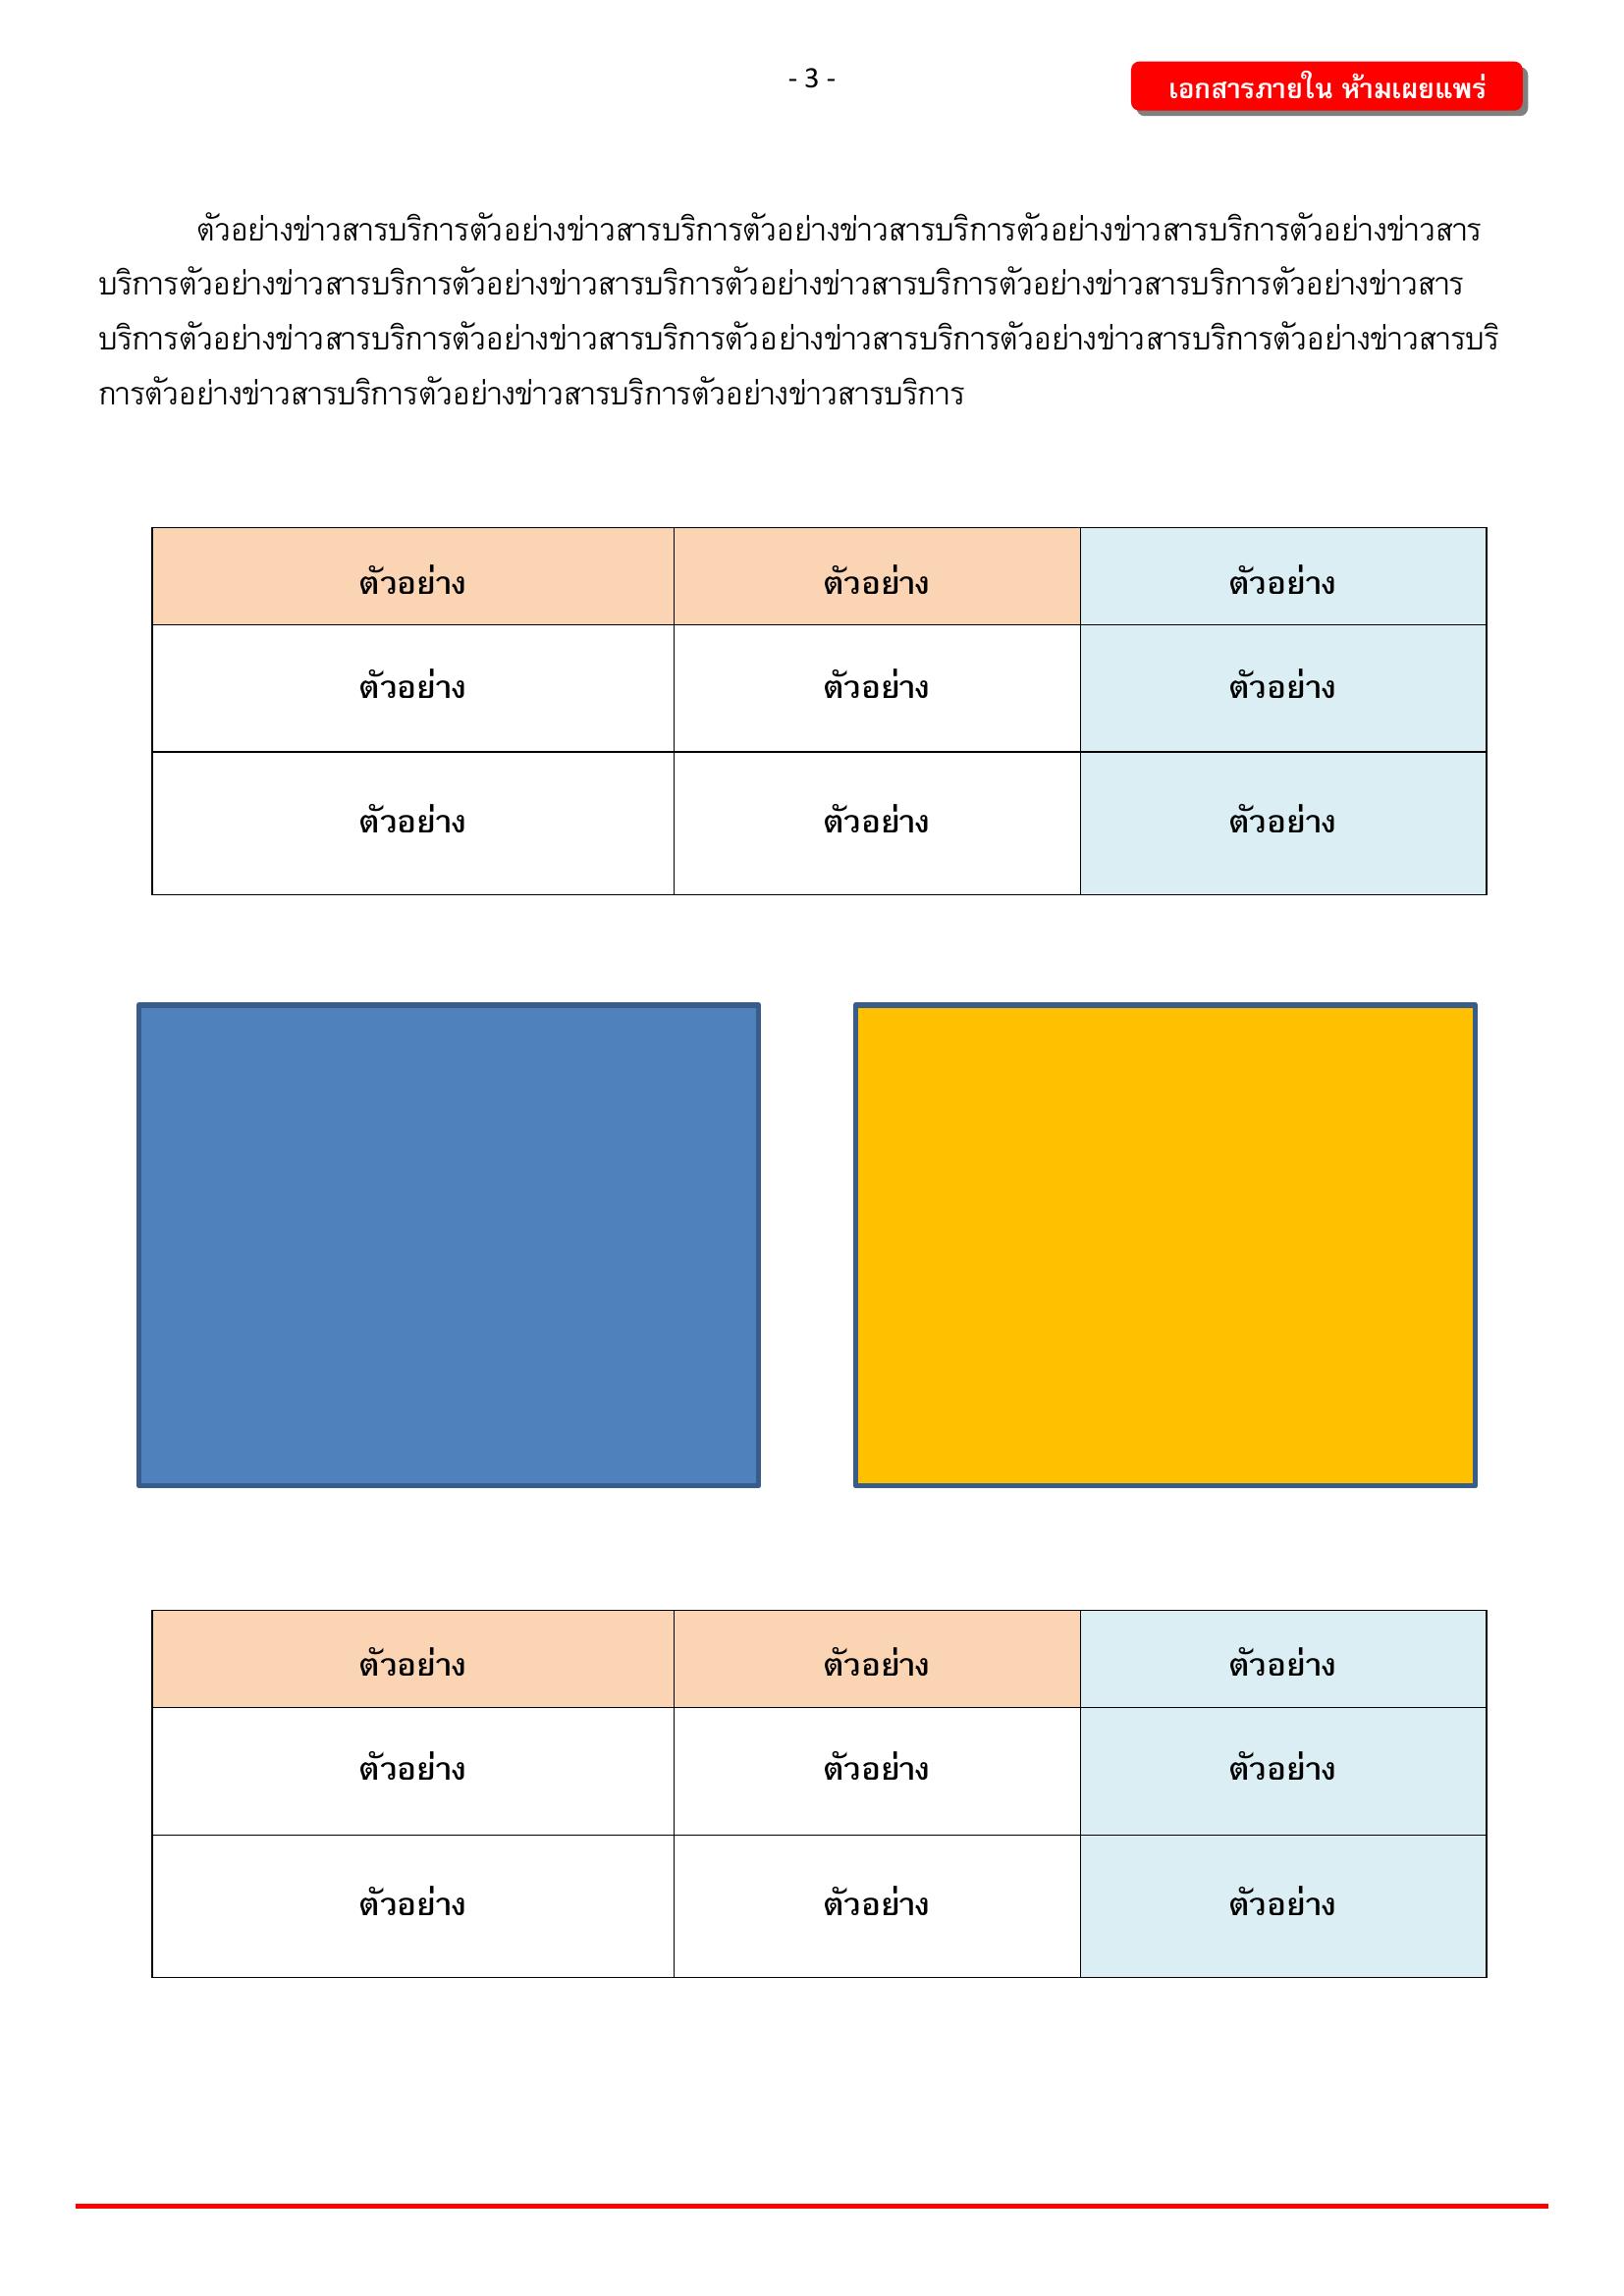 - 3 -
เอกสารภายใน ห้ามเผยแพร่
ตัวอย่างข่าวสารบริการตัวอย่างข่าวสารบริการตัวอย่างข่าวสารบริการตัวอย่างข่าวสารบริการตัวอย่างข่าวสาร
บริการตัวอย่างข่าวสารบริการตัวอย่างข่าวสารบริการตัวอย่างข่าวสารบริการตัวอย่างข่าวสารบริการตัวอย่างข่าวสาร
บริการตัวอย่างข่าวสารบริการตัวอย่างข่าวสารบริการตัวอย่างข่าวสารบริการตัวอย่างข่าวสารบริการตัวอย่างข่าวสารบริ
การตัวอย่างข่าวสารบริการตัวอย่างข่าวสารบริการตัวอย่างข่าวสารบริการ
ตัวอย่าง ตัวอย่าง ตัวอย่าง
ตัวอย่าง ตัวอย่าง ตัวอย่าง
ตัวอย่าง ตัวอย่าง ตัวอย่าง
ตัวอย่าง ตัวอย่าง ตัวอย่าง
ตัวอย่าง ตัวอย่าง ตัวอย่าง
ตัวอย่าง ตัวอย่าง ตัวอย่าง